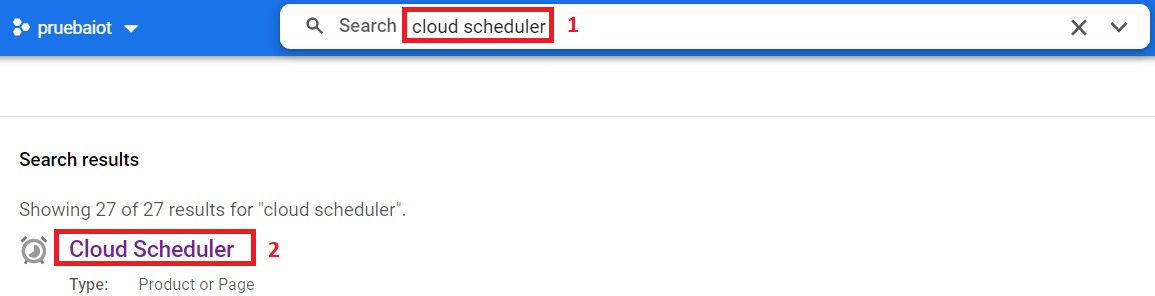 pruebaiot Search cloud scheduler 1
Search results
Showing 27 of 27 results for "cloud scheduler".
Cloud Scheduler 2
Type: Product or Page